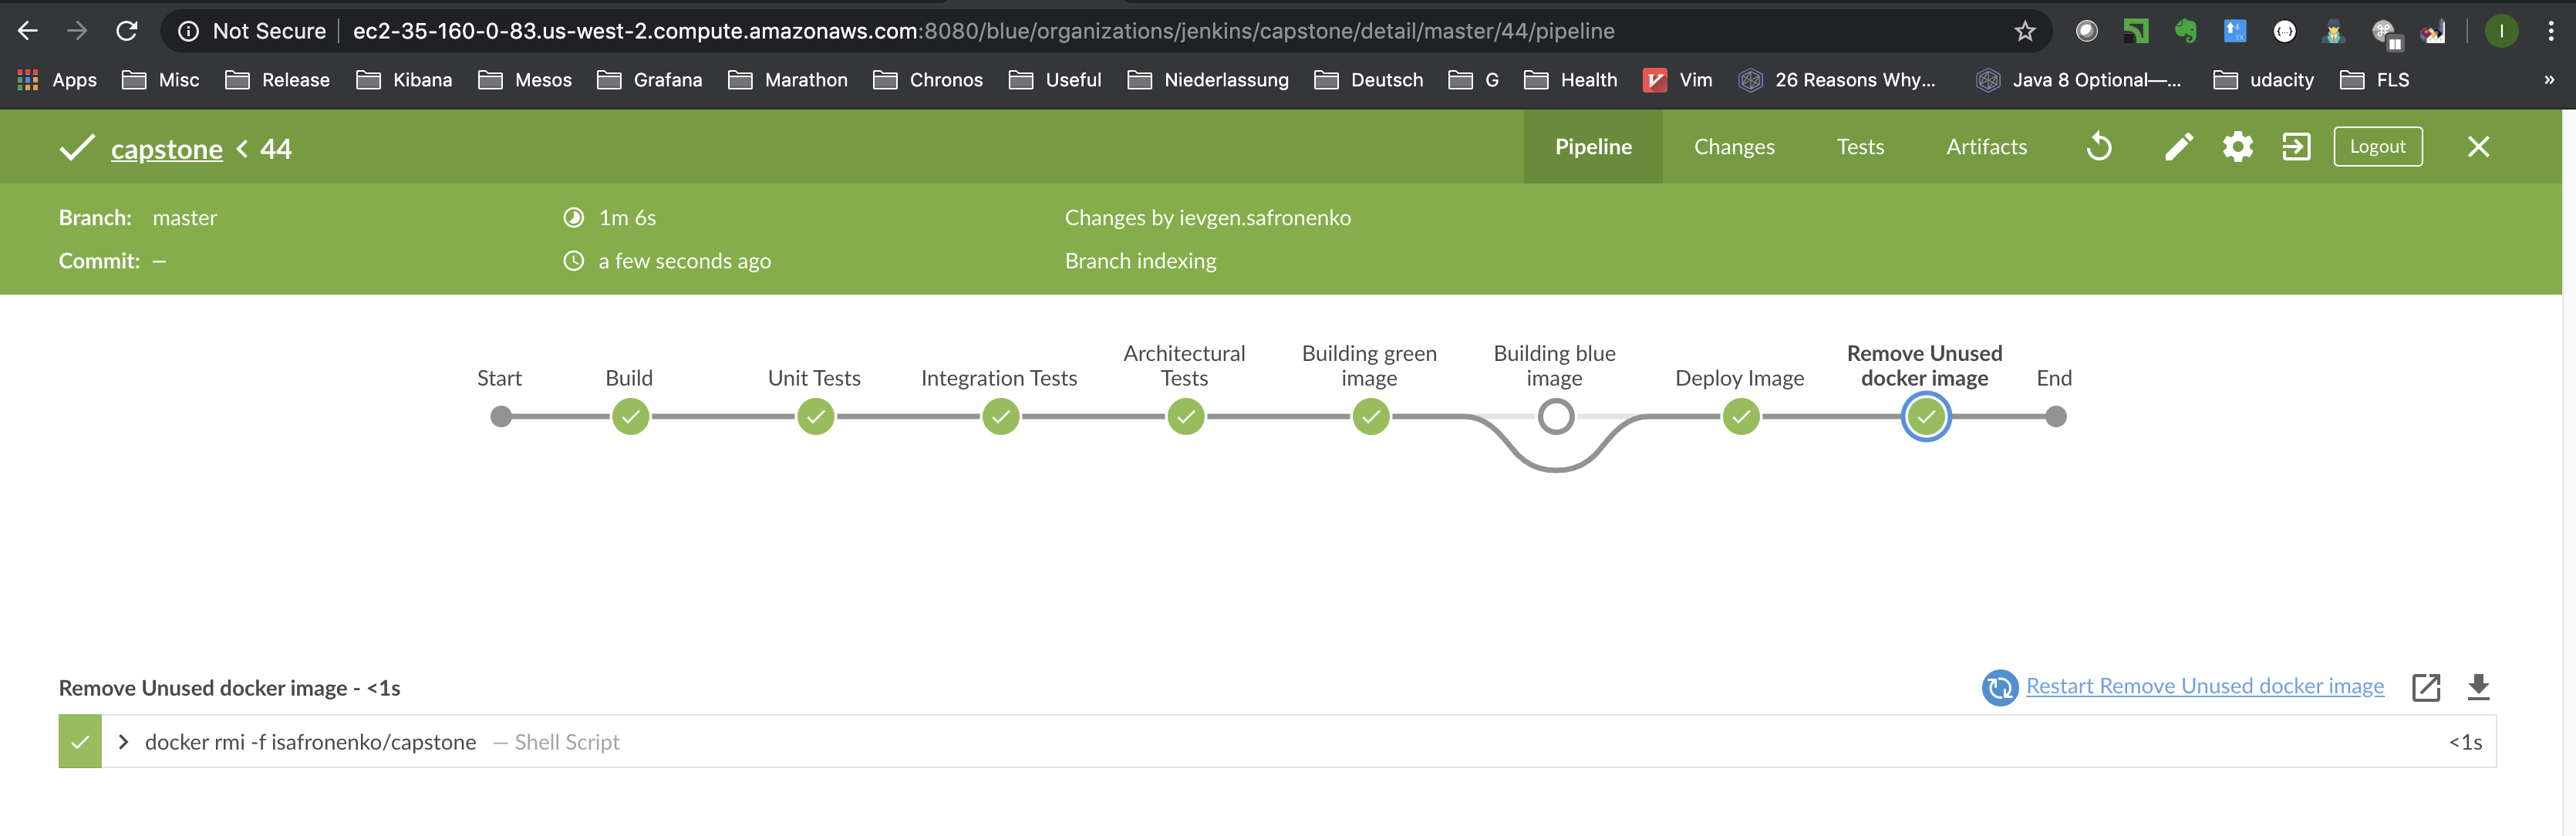 Not Secure ec2-35-160-0-83.us-west-2.compute.amazonaws.com:8080/blue/organizations/jenkins/capstone/detail/master/44/pipeline
Apps Misc Release Kibana Mesos Grafana Marathon Chronos Useful Niederlassung Deutsch G Health Vim 26 Reasons Why... Java 8 Optional—... udacity FLS »
capstone < 44 Pipeline Changes Tests Artifacts Logout
Branch: master 1m 6s Changes by ievgen.safronenko
Commit: — a few seconds ago Branch indexing
Start Build Unit Tests Integration Tests Architectural Tests Building green image Building blue image Deploy Image Remove Unused docker image End
Remove Unused docker image - <1s Restart Remove Unused docker image
docker rmi -f isafronenko/capstone — Shell Script <1s